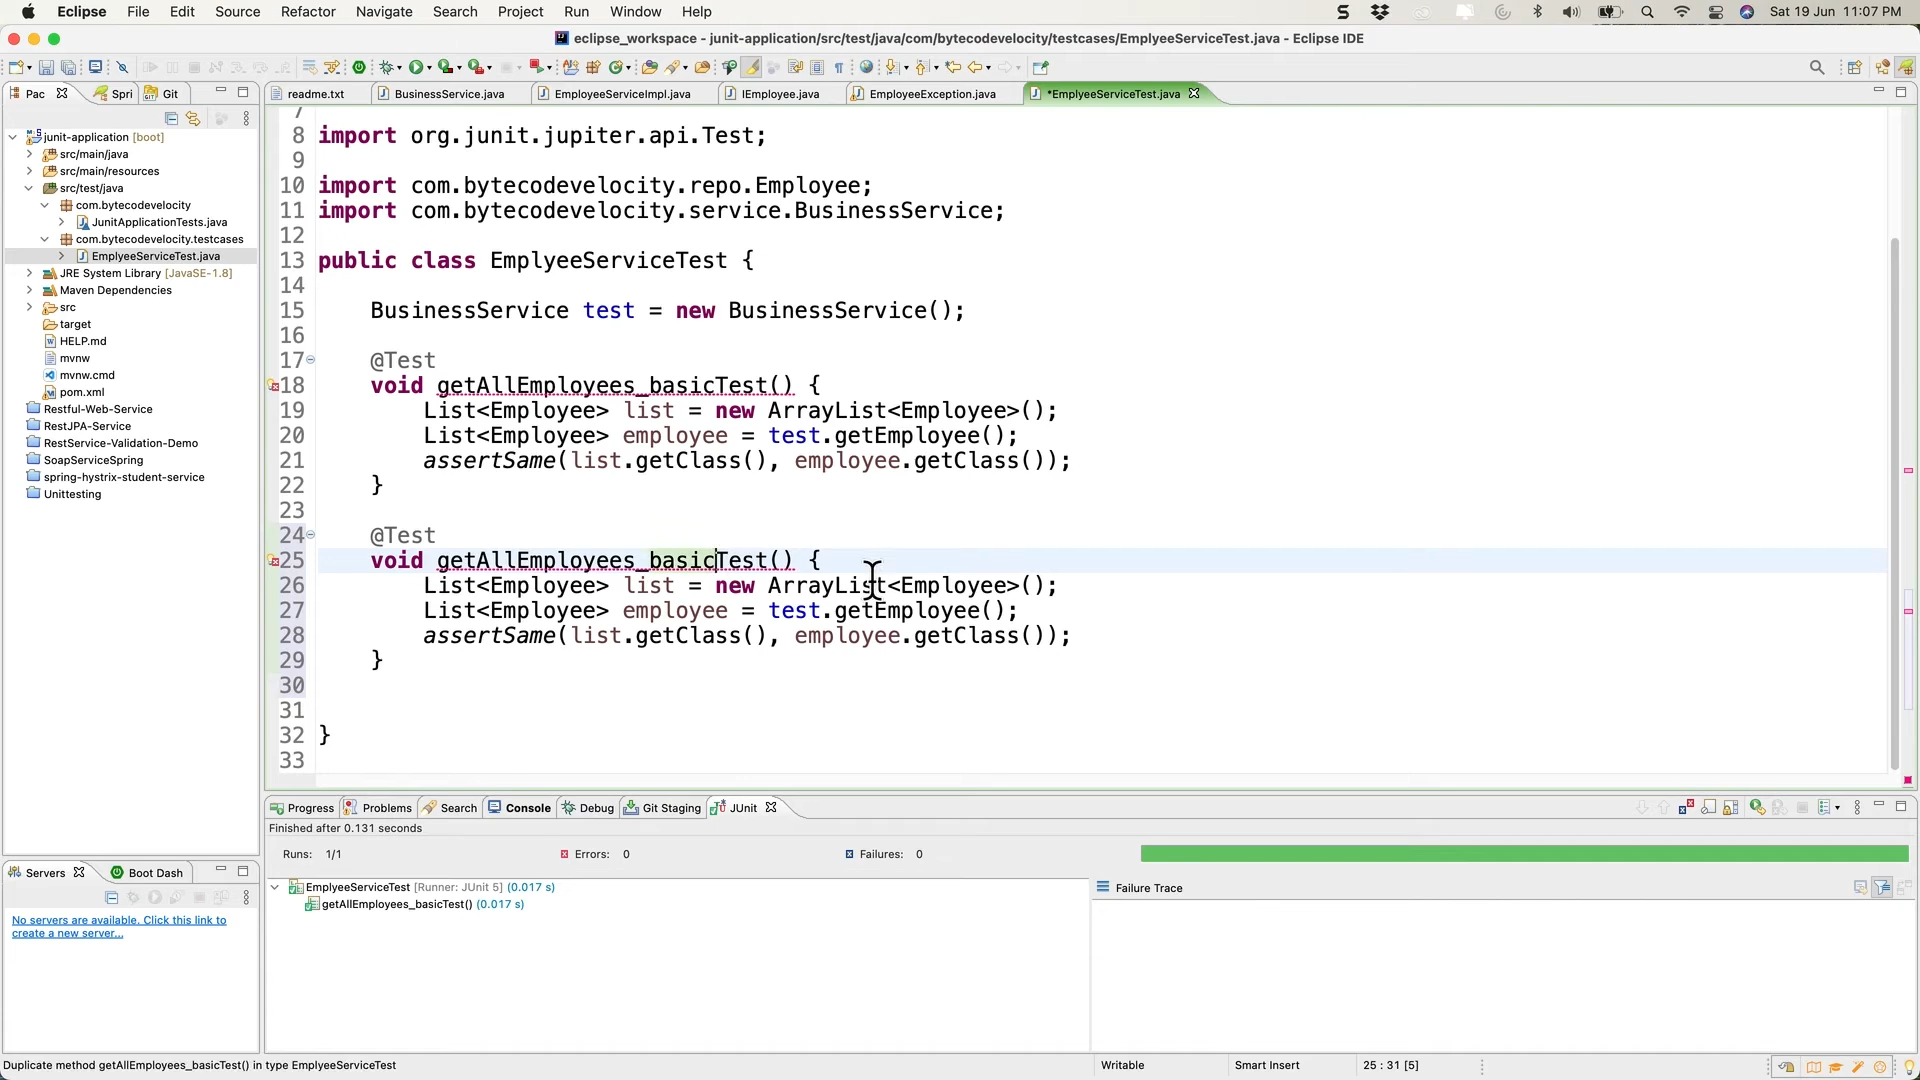 Eclipse File Edit Source Refactor Navigate Search Project Run Window Help Sat 19 Jun 11:07 PM
eclipse_workspace - junit-application/src/test/java/com/bytecodevelocity/testcases/EmplyeeServiceTest.java - Eclipse IDE
Pac Spri Git
readme.txt BusinessService.java EmployeeServiceImpl.java IEmployee.java EmployeeException.java *EmplyeeServiceTest.java
junit-application [boot]
src/main/java
src/main/resources
src/test/java
com.bytecodevelocity
JunitApplicationTests.java
com.bytecodevelocity.testcases
EmplyeeServiceTest.java
JRE System Library [JavaSE-1.8]
Maven Dependencies
src
target
HELP.md
mvnw
mvnw.cmd
pom.xml
Restful-Web-Service
RestJPA-Service
RestService-Validation-Demo
SoapServiceSpring
spring-hystrix-student-service
Unittesting
7
8 import org.junit.jupiter.api.Test;
9
10 import com.bytecodevelocity.repo.Employee;
11 import com.bytecodevelocity.service.BusinessService;
12
13 public class EmplyeeServiceTest {
14
15 BusinessService test = new BusinessService();
16
17 @Test
18 void getAllEmployees_basicTest() {
19 List<Employee> list = new ArrayList<Employee>();
20 List<Employee> employee = test.getEmployee();
21 assertSame(list.getClass(), employee.getClass());
22 }
23
24 @Test
25 void getAllEmployees_basicTest() {
26 List<Employee> list = new ArrayList<Employee>();
27 List<Employee> employee = test.getEmployee();
28 assertSame(list.getClass(), employee.getClass());
29 }
30
31
32 }
33
Progress Problems Search Console Debug Git Staging JUnit
Finished after 0.131 seconds
Runs: 1/1 Errors: 0 Failures: 0
EmplyeeServiceTest [Runner: JUnit 5] (0.017 s)
getAllEmployees_basicTest() (0.017 s)
Failure Trace
Servers Boot Dash
No servers are available. Click this link to
create a new server...
Duplicate method getAllEmployees_basicTest() in type EmplyeeServiceTest Writable Smart Insert 25 : 31 [5]